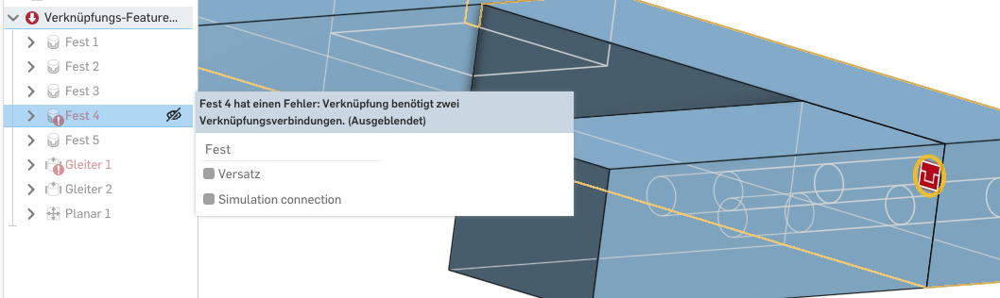 Verknüpfungs-Feature...
Fest 1
Fest 2
Fest 3
Fest 4
Fest 4 hat einen Fehler: Verknüpfung benötigt zwei
Verknüpfungsverbindungen. (Ausgeblendet)
Fest 5
Fest
Gleiter 1
Versatz
Gleiter 2
Simulation connection
Planar 1